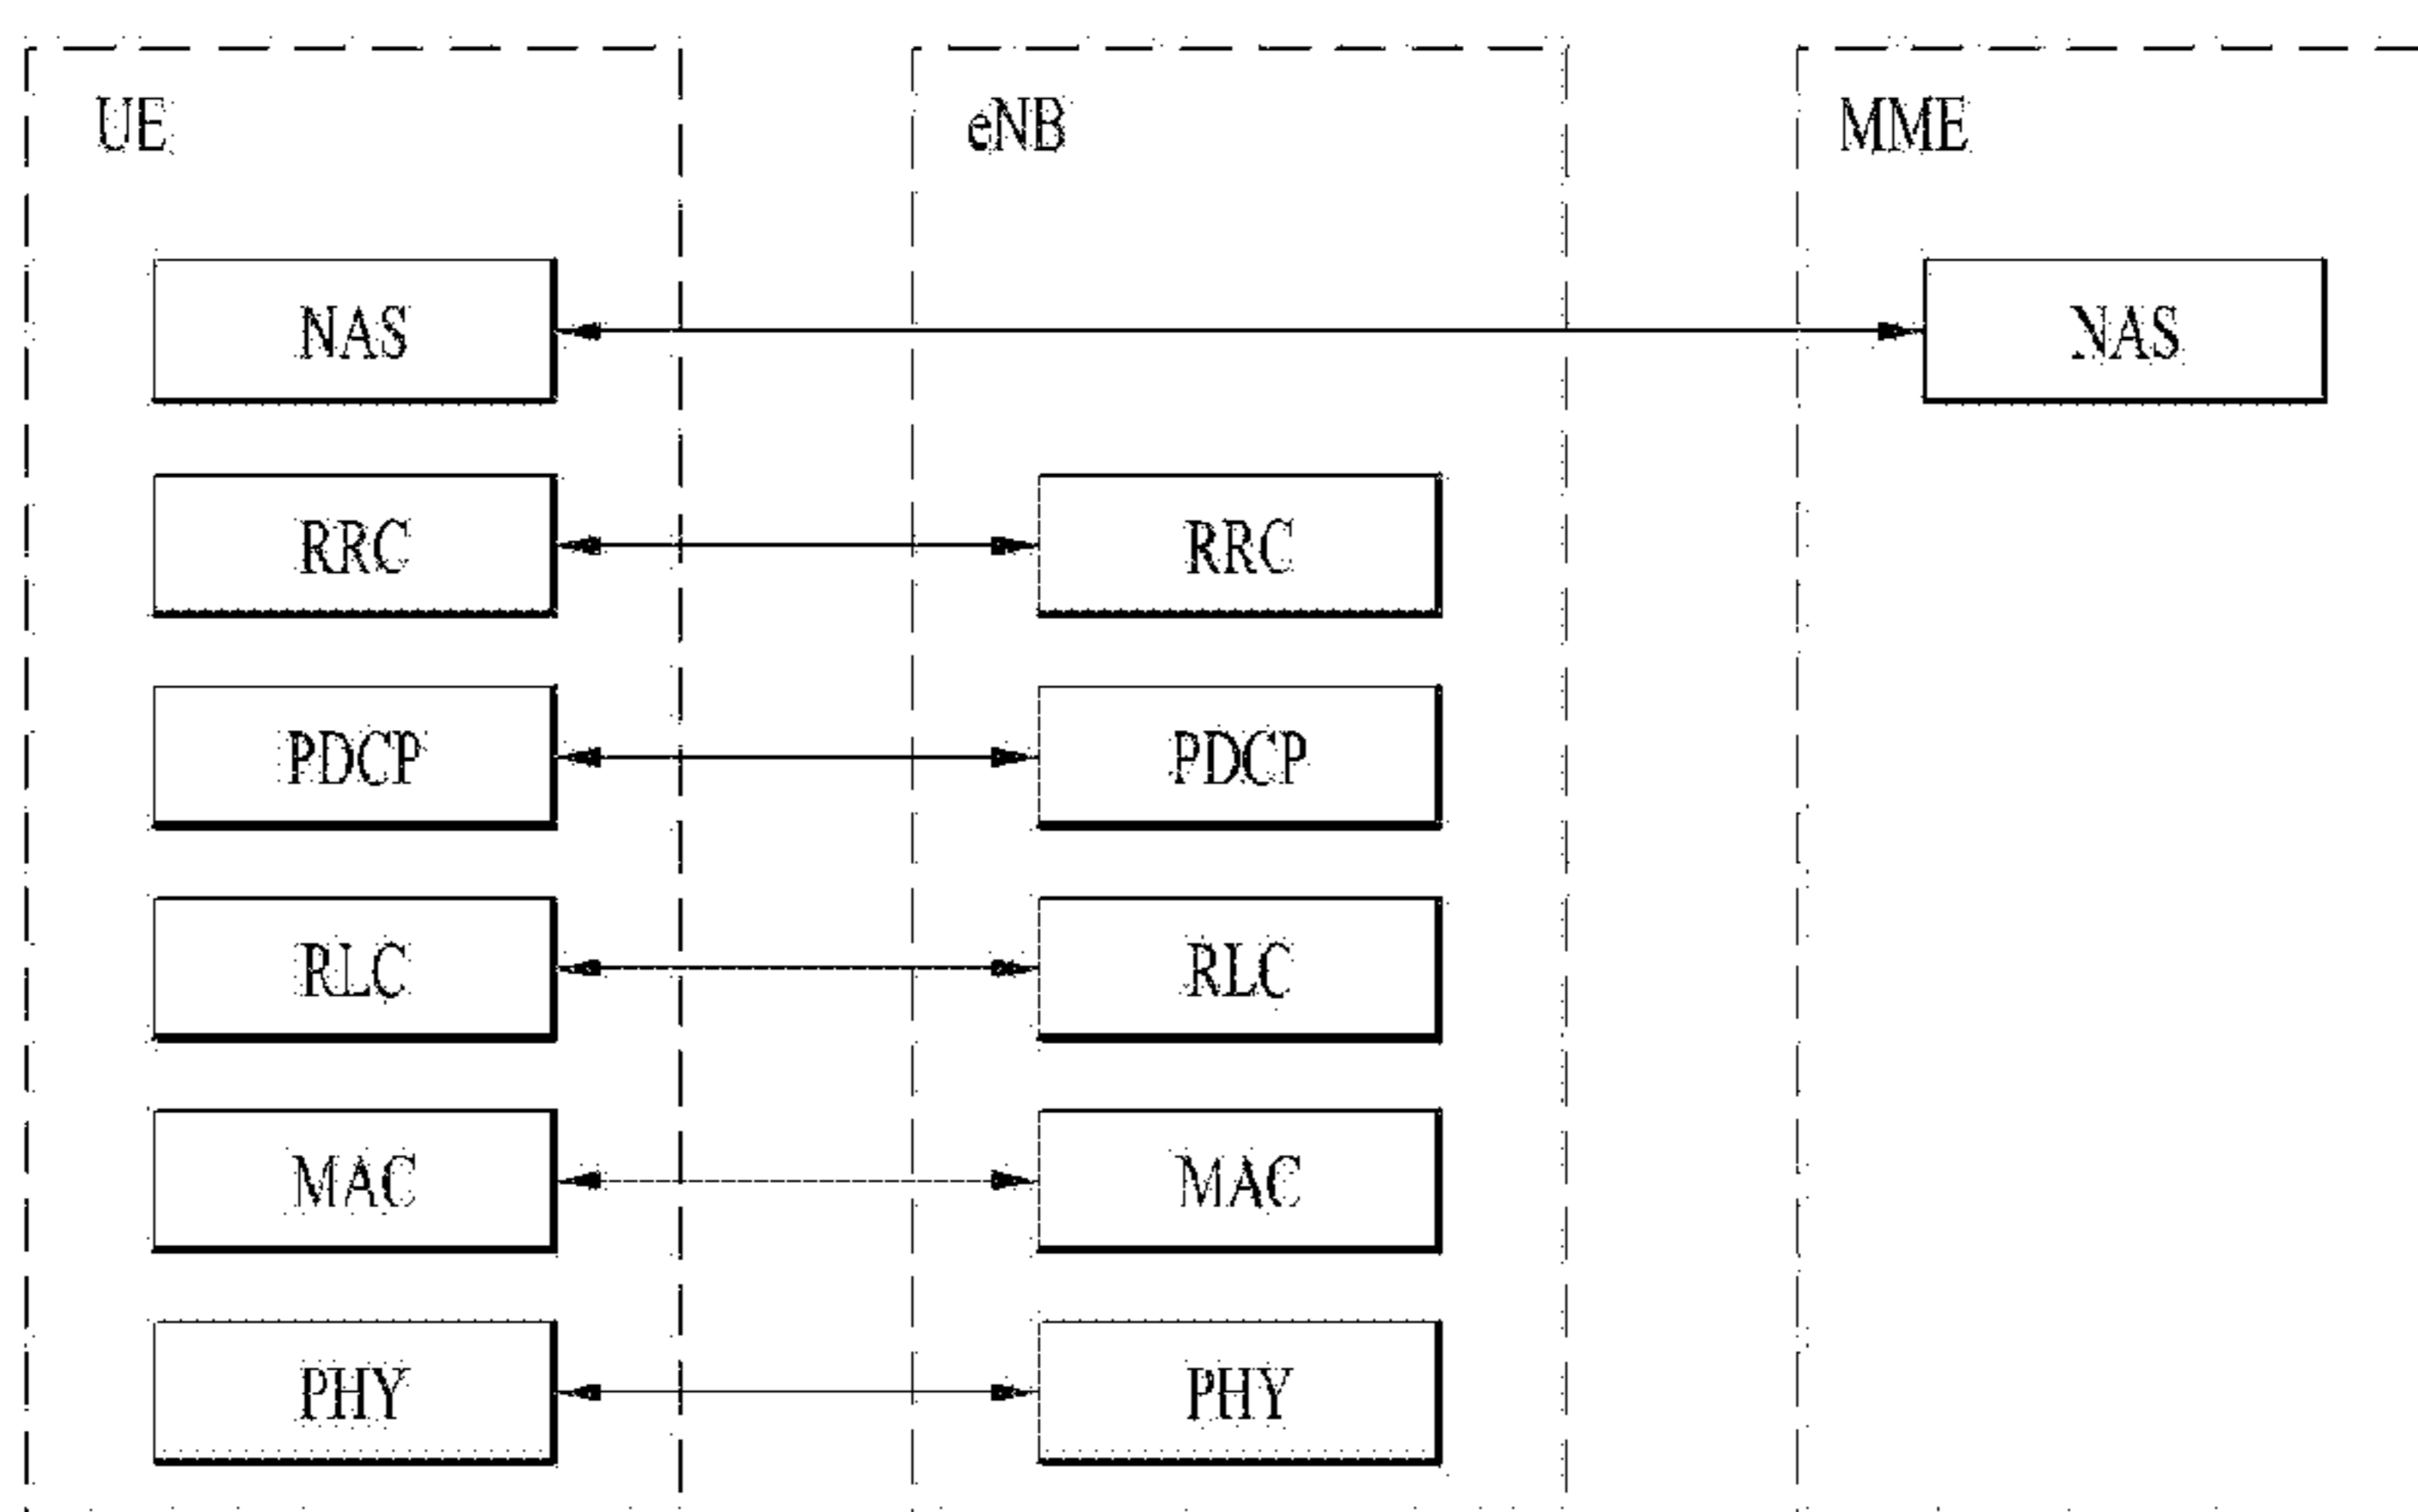 UE eNB MME
NAS NAS
RRC RRC
PDCP PDCP
RLC RLC
MAC MAC
PHY PHY